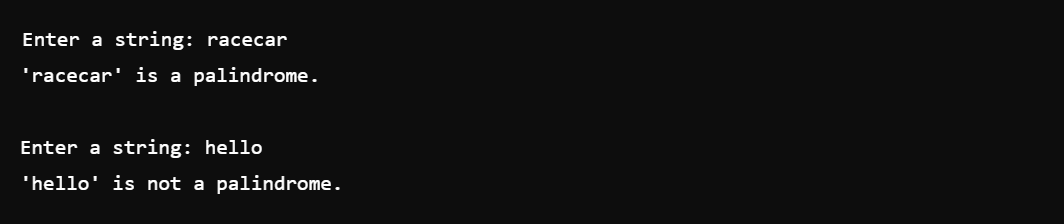 Enter a string: racecar
'racecar' is a palindrome.
Enter a string: hello
'hello' is not a palindrome.